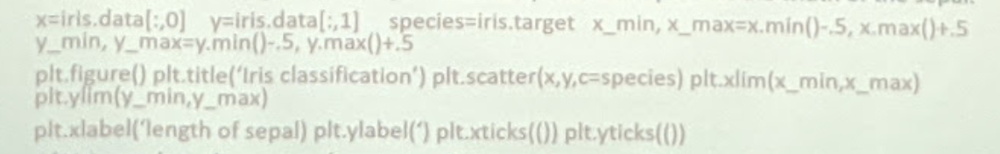 x=iris.data[:,0] y=iris.data[:,1] species=iris.target x_min, x_max=x.min()-.5, x.max()+.5
y_min, y_max=y.min()-.5, y.max()+.5
plt.figure() plt.title(‘Iris classification’) plt.scatter(x,y,c=species) plt.xlim(x_min,x_max)
plt.ylim(y_min,y_max)
plt.xlabel(‘length of sepal) plt.ylabel(‘) plt.xticks(()) plt.yticks(())